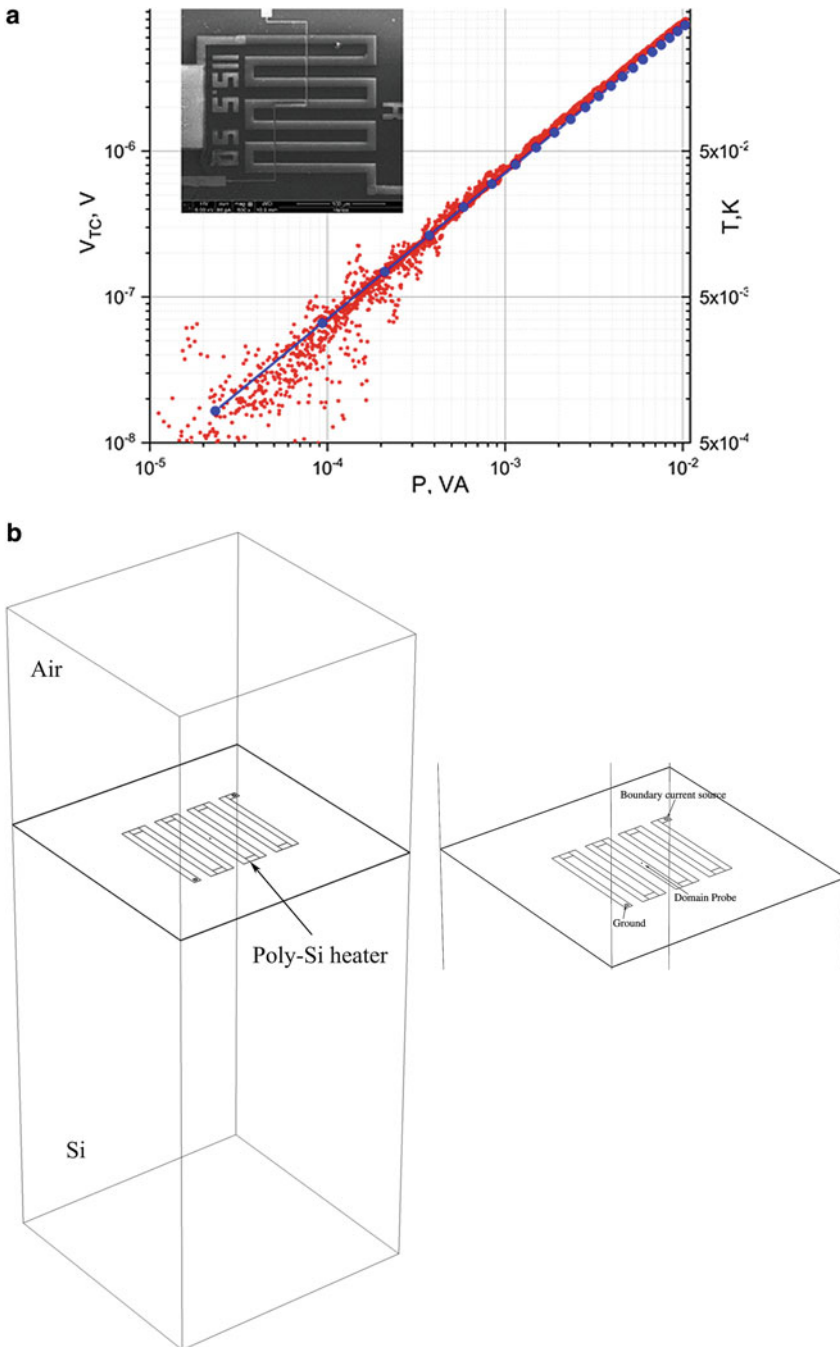 a
10⁻⁶
10⁻⁷
10⁻⁸
V_TC, V
10⁻⁵
10⁻⁴
10⁻³
10⁻²
P, VA
5x10⁻²
5x10⁻³
5x10⁻⁴
T,K
b
Air
Poly-Si heater
Si
Boundary current source
Domain Probe
Ground